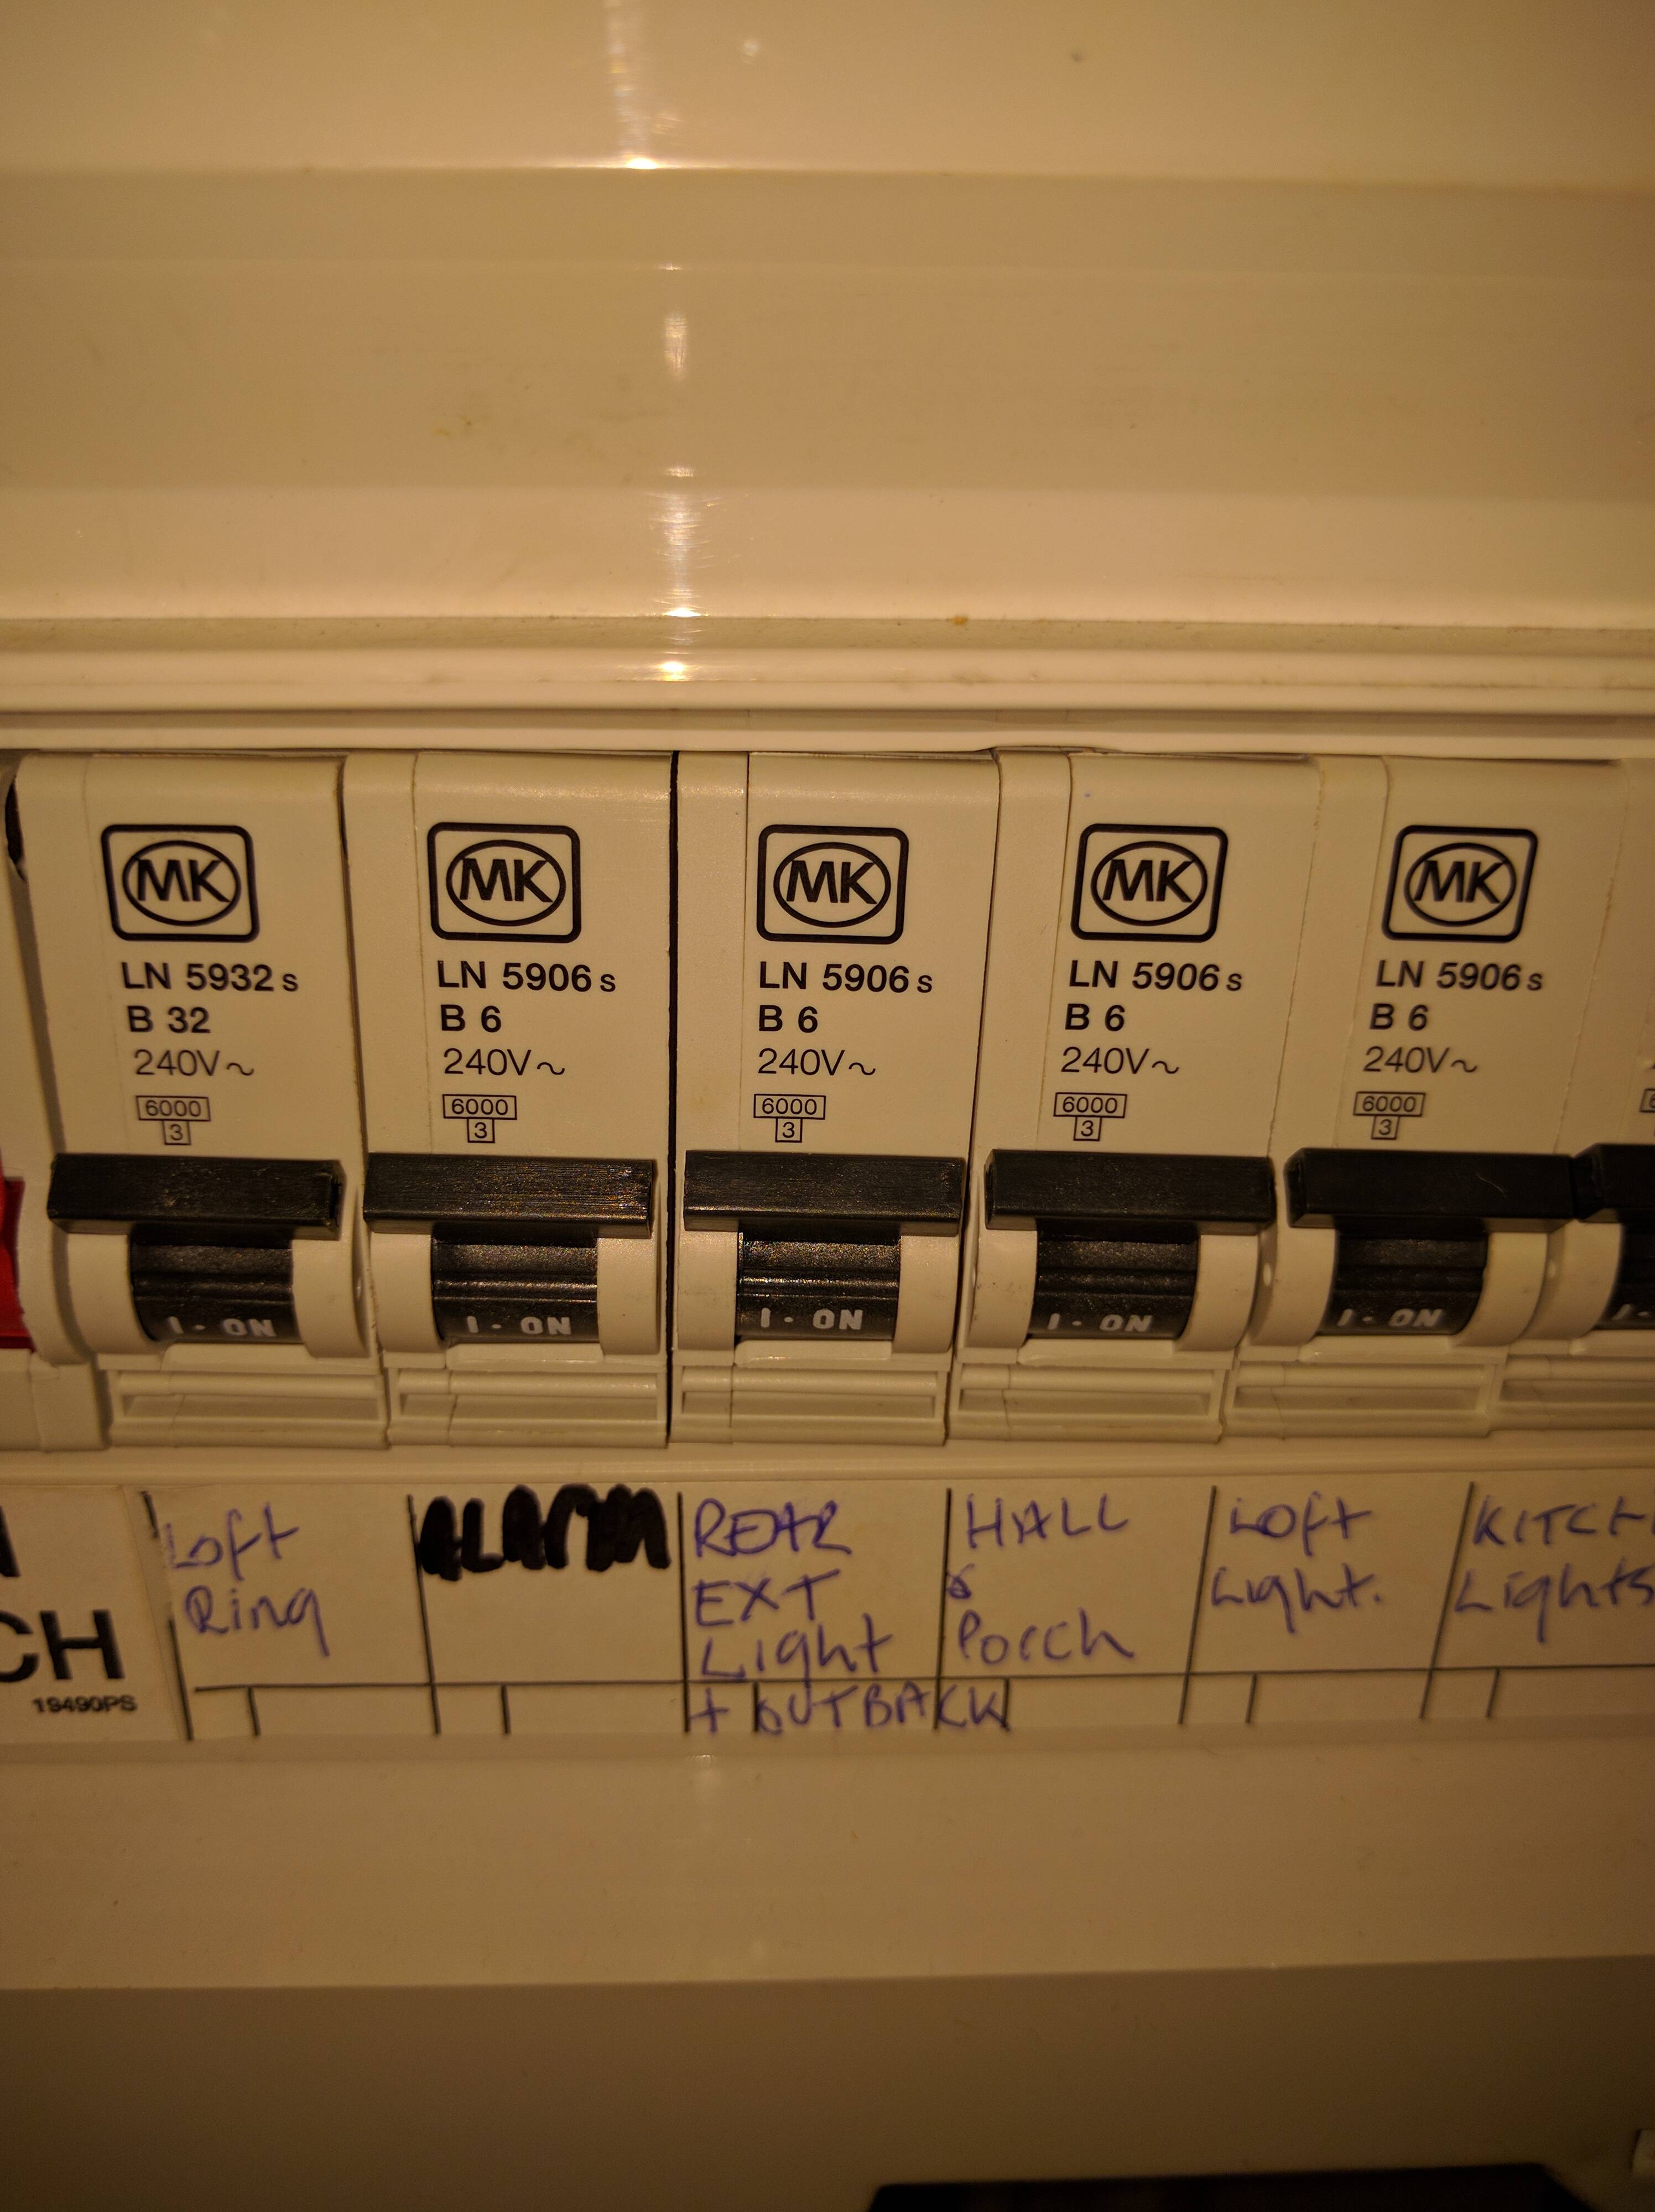 MK
LN 5932 s
B 32
240V~
6000
3
I - ON
MK
LN 5906 s
B 6
240V~
6000
3
I - ON
MK
LN 5906 s
B 6
240V~
6000
3
I - ON
MK
LN 5906 s
B 6
240V~
6000
3
I - ON
MK
LN 5906 s
B 6
240V~
6000
3
I - ON
CH
19490PS
Loft
Ring
ALARM
REAR
EXT
Light
+ OUTBACK
HALL
&
Porch
Loft
Light.
Lights